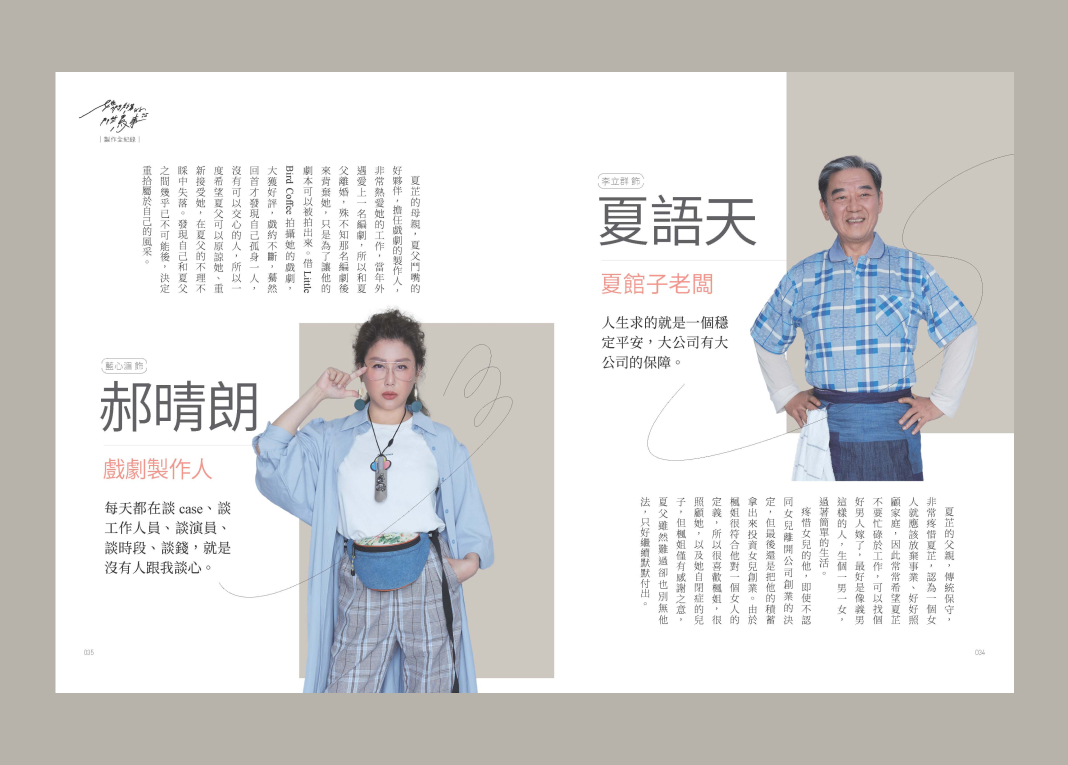 李立群 飾
夏語天
夏館子老闆
人生求的就是一個穩
定平安，大公司有大
公司的保障。
夏芷的父親，傳統保守，
非常疼惜夏芷，認為一個女
人就應該放棄事業、好好照
顧家庭，因此常常希望夏芷
不要忙碌於工作，可以找個
好男人嫁了，最好是像義男
這樣的人，生個一男一女，
過著簡單的生活。
疼惜女兒的他，即使不認
同女兒離開公司創業的決
定，但最後還是把他的積蓄
拿出來投資女兒創業。由於
楓姐很符合他對一個女人的
定義，所以很喜歡楓姐，很
照顧她，以及她自閉症的兒
子，但楓姐僅有感謝之意，
夏父雖然難過卻也別無他
法，只好繼續默默付出。
034
｜製作全紀錄｜
夏芷的母親，夏父鬥嘴的
好夥伴，擔任戲劇的製作人，
非常熱愛她的工作，當年外
遇愛上一名編劇，所以和夏
父離婚，殊不知那名編劇後
來背棄她，只是為了讓他的
劇本可以被拍出來。借 Little
Bird Coffee 拍攝她的戲劇，
大獲好評，戲約不斷，驀然
回首才發現自己孤身一人，
沒有可以交心的人，所以一
度希望夏父可以原諒她、重
新接受她，在夏父的不理不
睬中失落。發現自己和夏父
之間幾乎已不可能後，決定
重拾屬於自己的風采。
藍心湄 飾
郝晴朗
戲劇製作人
每天都在談 case、談
工作人員、談演員、
談時段、談錢，就是
沒有人跟我談心。
035